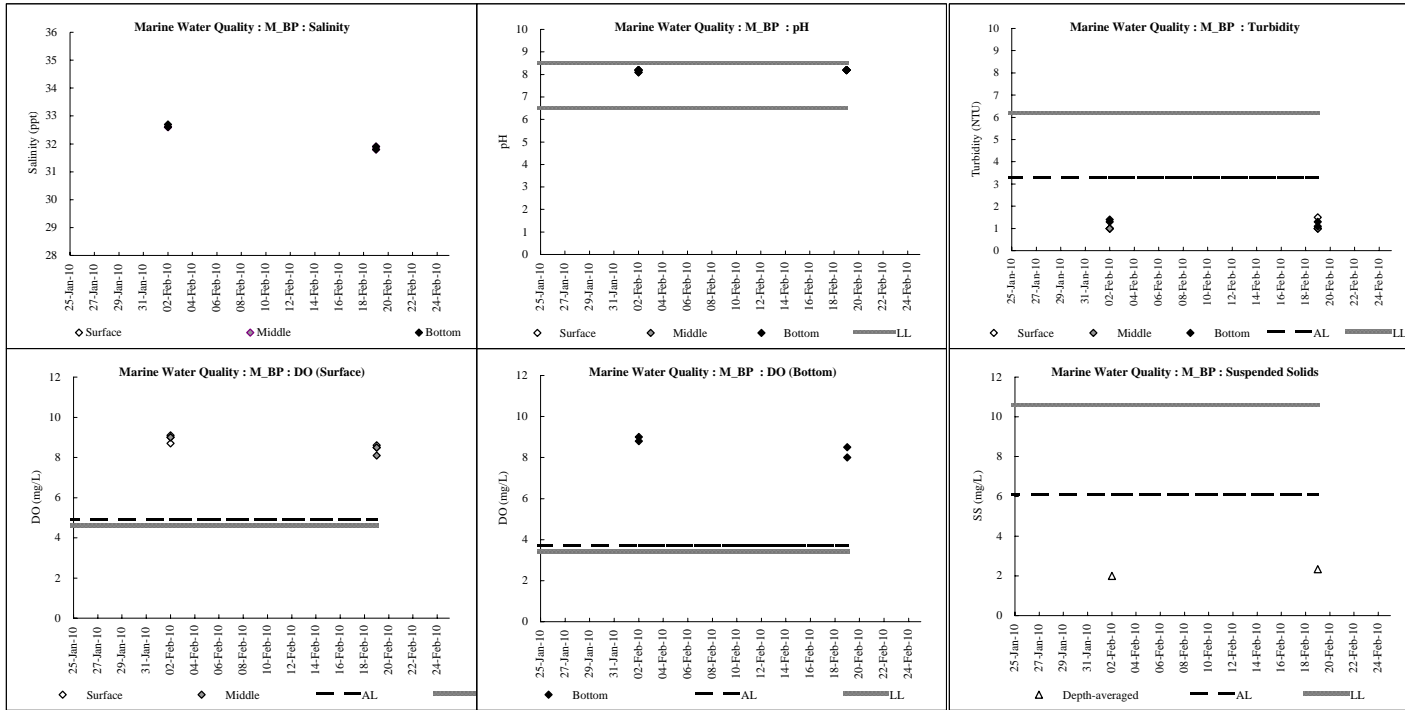 Marine Water Quality : M_BP : Salinity
36
35
34
33
32
31
30
29
28
Salinity (ppt)
25-Jan-10
27-Jan-10
29-Jan-10
31-Jan-10
02-Feb-10
04-Feb-10
06-Feb-10
08-Feb-10
10-Feb-10
12-Feb-10
14-Feb-10
16-Feb-10
18-Feb-10
20-Feb-10
22-Feb-10
24-Feb-10
Surface Middle Bottom
Marine Water Quality : M_BP : pH
10
9
8
7
6
5
4
3
2
1
0
pH
25-Jan-10
27-Jan-10
29-Jan-10
31-Jan-10
02-Feb-10
04-Feb-10
06-Feb-10
08-Feb-10
10-Feb-10
12-Feb-10
14-Feb-10
16-Feb-10
18-Feb-10
20-Feb-10
22-Feb-10
24-Feb-10
Surface Middle Bottom LL
Marine Water Quality : M_BP : Turbidity
10
9
8
7
6
5
4
3
2
1
0
Turbidity (NTU)
25-Jan-10
27-Jan-10
29-Jan-10
31-Jan-10
02-Feb-10
04-Feb-10
06-Feb-10
08-Feb-10
10-Feb-10
12-Feb-10
14-Feb-10
16-Feb-10
18-Feb-10
20-Feb-10
22-Feb-10
24-Feb-10
Surface Middle Bottom AL LL
Marine Water Quality : M_BP : DO (Surface)
12
10
8
6
4
2
0
DO (mg/L)
25-Jan-10
27-Jan-10
29-Jan-10
31-Jan-10
02-Feb-10
04-Feb-10
06-Feb-10
08-Feb-10
10-Feb-10
12-Feb-10
14-Feb-10
16-Feb-10
18-Feb-10
20-Feb-10
22-Feb-10
24-Feb-10
Surface Middle AL
Marine Water Quality : M_BP : DO (Bottom)
12
10
8
6
4
2
0
DO (mg/L)
25-Jan-10
27-Jan-10
29-Jan-10
31-Jan-10
02-Feb-10
04-Feb-10
06-Feb-10
08-Feb-10
10-Feb-10
12-Feb-10
14-Feb-10
16-Feb-10
18-Feb-10
20-Feb-10
22-Feb-10
24-Feb-10
Bottom AL LL
Marine Water Quality : M_BP : Suspended Solids
12
10
8
6
4
2
0
SS (mg/L)
25-Jan-10
27-Jan-10
29-Jan-10
31-Jan-10
02-Feb-10
04-Feb-10
06-Feb-10
08-Feb-10
10-Feb-10
12-Feb-10
14-Feb-10
16-Feb-10
18-Feb-10
20-Feb-10
22-Feb-10
24-Feb-10
Depth-averaged AL LL